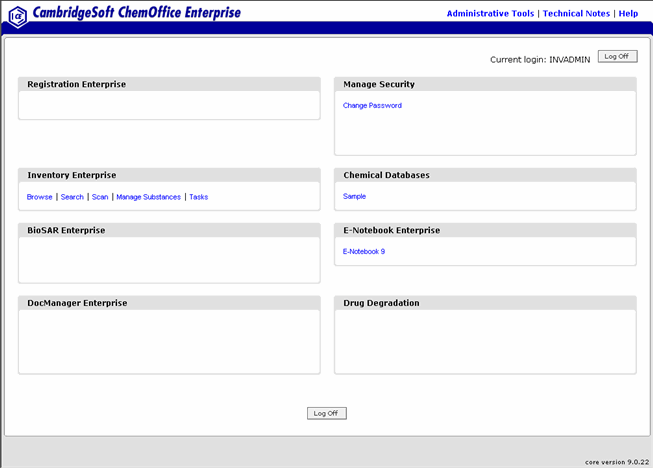 CambridgeSoft ChemOffice Enterprise
Administrative Tools | Technical Notes | Help
Current login: INVADMIN Log Off
Registration Enterprise
Manage Security
Change Password
Inventory Enterprise
Browse | Search | Scan | Manage Substances | Tasks
Chemical Databases
Sample
BioSAR Enterprise
E-Notebook Enterprise
E-Notebook 9
DocManager Enterprise
Drug Degradation
Log Off
core version 9.0.22